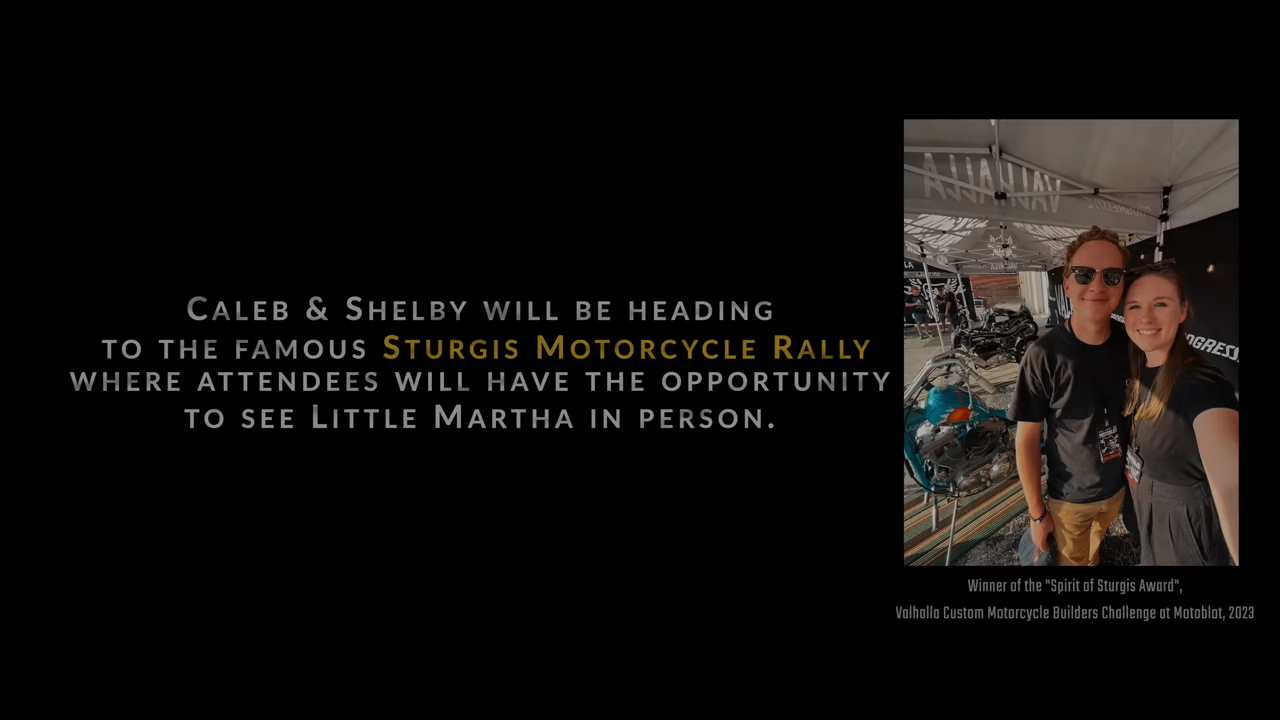 Caleb & Shelby will be heading
to the famous Sturgis Motorcycle Rally
where attendees will have the opportunity
to see Little Martha in person.
VALHALLA
PROGRESS
Winner of the "Spirit of Sturgis Award",
Valhalla Custom Motorcycle Builders Challenge at Motoblot, 2023